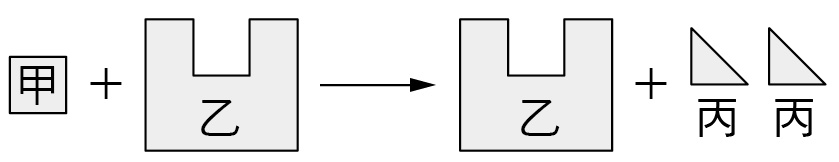 甲 + 乙 → 乙 + 丙 丙